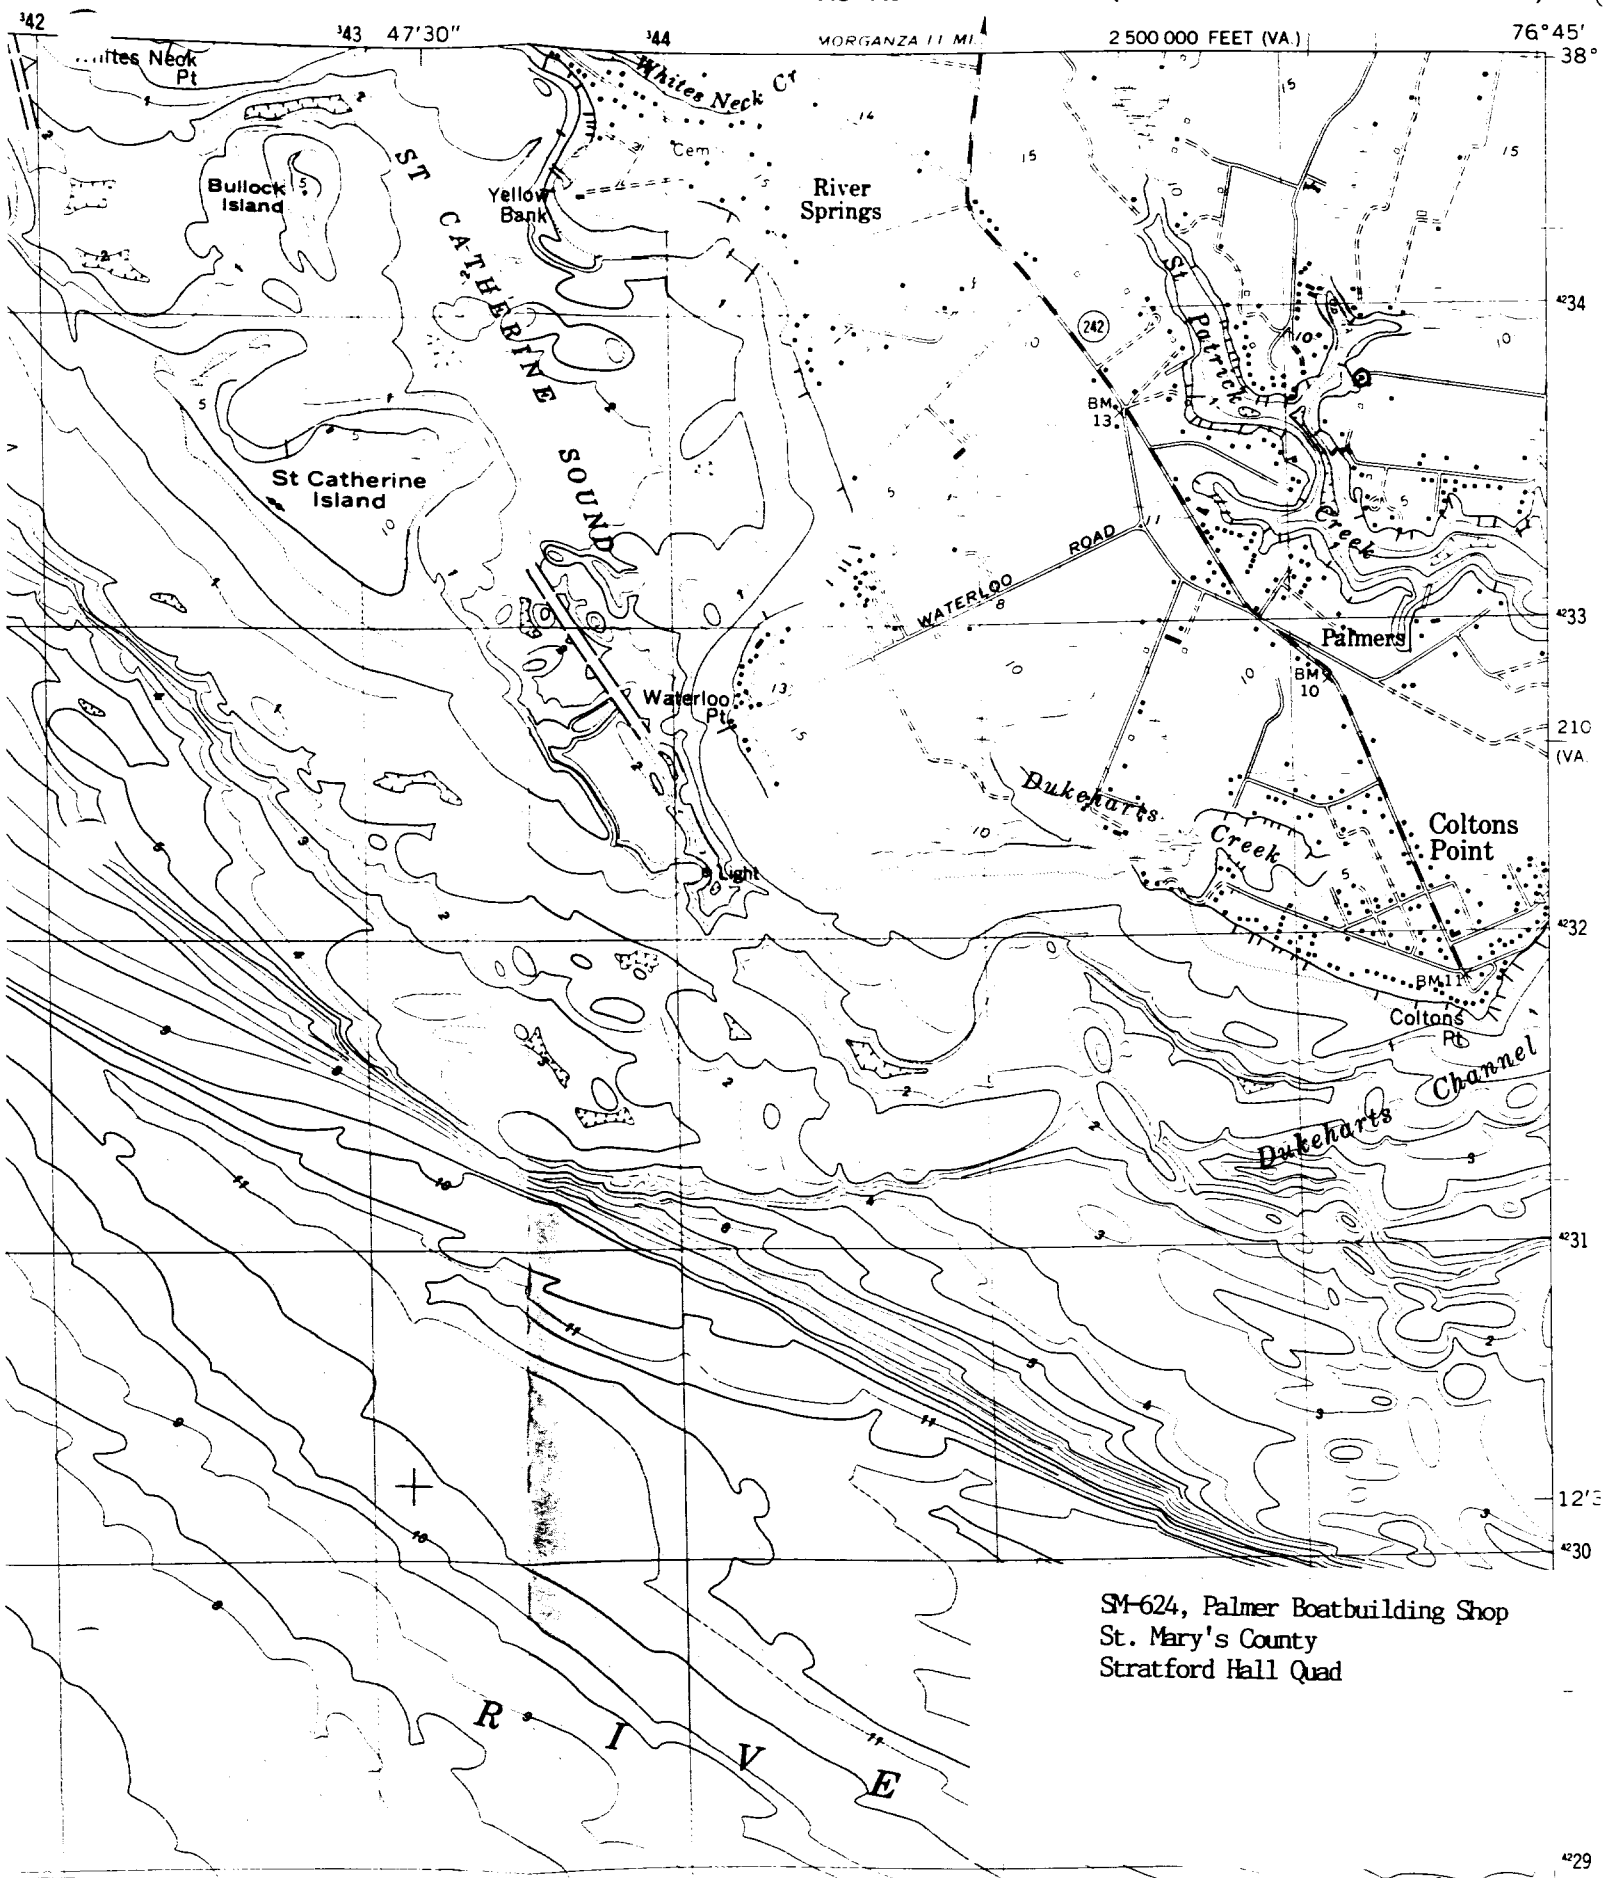 ³42
³43 47'30"
³44
MORGANZA 11 MI.
2 500 000 FEET (VA.)
76°45'
38°
Neck
Pt
Whites Neck Cr
Cem
River
Springs
Bullock
Island
Yellow
Bank
ST CATHERINE SOUND
St Patrick Creek
242
⁴²34
BM
13
St Catherine
Island
WATERLOO ROAD
⁴²33
Palmers
BM
10
Waterloo
Pt
210
(VA.
Dukeharts
Creek
Coltons
Point
Light
⁴²32
BM 11
Coltons
Pt
Dukeharts Channel
⁴²31
12'3
⁴²30
SM-624, Palmer Boatbuilding Shop
St. Mary's County
Stratford Hall Quad
R I V E
⁴²29